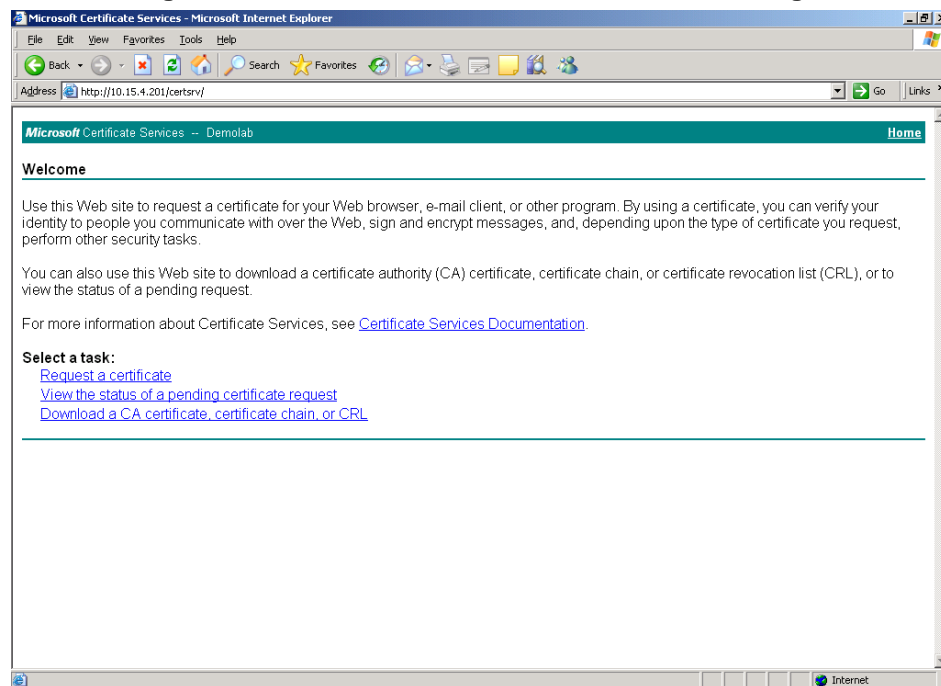 Microsoft Certificate Services - Microsoft Internet Explorer
File Edit View Favorites Tools Help
Back Search Favorites
Address http://10.15.4.201/certsrv/ Go Links
Microsoft Certificate Services -- Demolab Home
Welcome
Use this Web site to request a certificate for your Web browser, e-mail client, or other program. By using a certificate, you can verify your
identity to people you communicate with over the Web, sign and encrypt messages, and, depending upon the type of certificate you request,
perform other security tasks.
You can also use this Web site to download a certificate authority (CA) certificate, certificate chain, or certificate revocation list (CRL), or to
view the status of a pending request.
For more information about Certificate Services, see Certificate Services Documentation.
Select a task:
Request a certificate
View the status of a pending certificate request
Download a CA certificate, certificate chain, or CRL
Internet